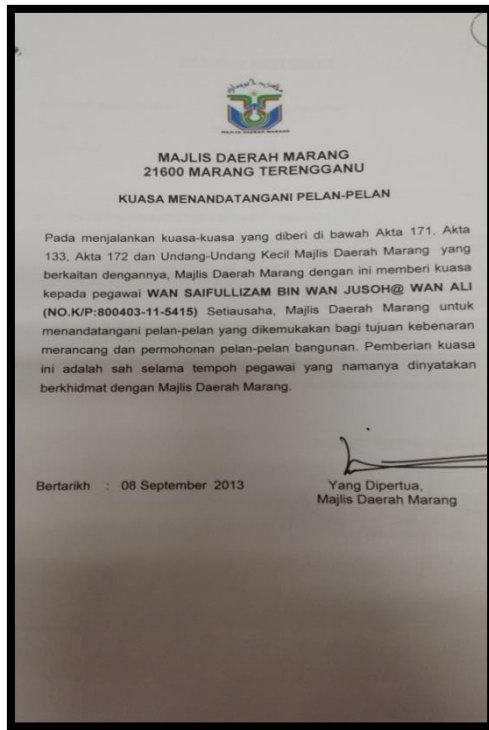 MAJLIS DAERAH MARANG
MAJLIS DAERAH MARANG
21600 MARANG TERENGGANU
KUASA MENANDATANGANI PELAN-PELAN
Pada menjalankan kuasa-kuasa yang diberi di bawah Akta 171, Akta
133, Akta 172 dan Undang-Undang Kecil Majlis Daerah Marang yang
berkaitan dengannya, Majlis Daerah Marang dengan ini memberi kuasa
kepada pegawai WAN SAIFULLIZAM BIN WAN JUSOH@ WAN ALI
(NO.K/P:800403-11-5415) Setiausaha, Majlis Daerah Marang untuk
menandatangani pelan-pelan yang dikemukakan bagi tujuan kebenaran
merancang dan permohonan pelan-pelan bangunan. Pemberian kuasa
ini adalah sah selama tempoh pegawai yang namanya dinyatakan
berkhidmat dengan Majlis Daerah Marang.
Bertarikh : 08 September 2013
Yang Dipertua,
Majlis Daerah Marang